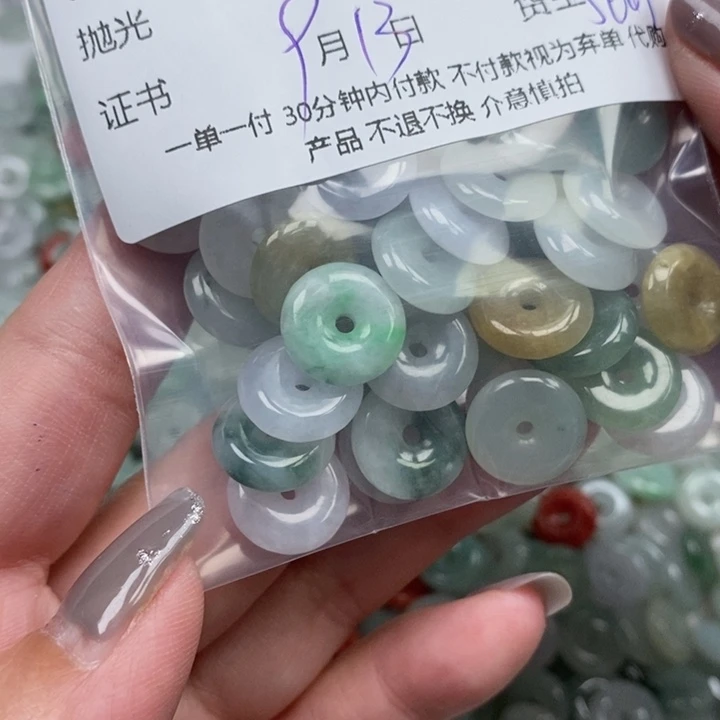 抛光 9月13日
证书
一单一付 30分钟内付款 不付款视为弃单 代购
产品 不退不换 介意慎拍